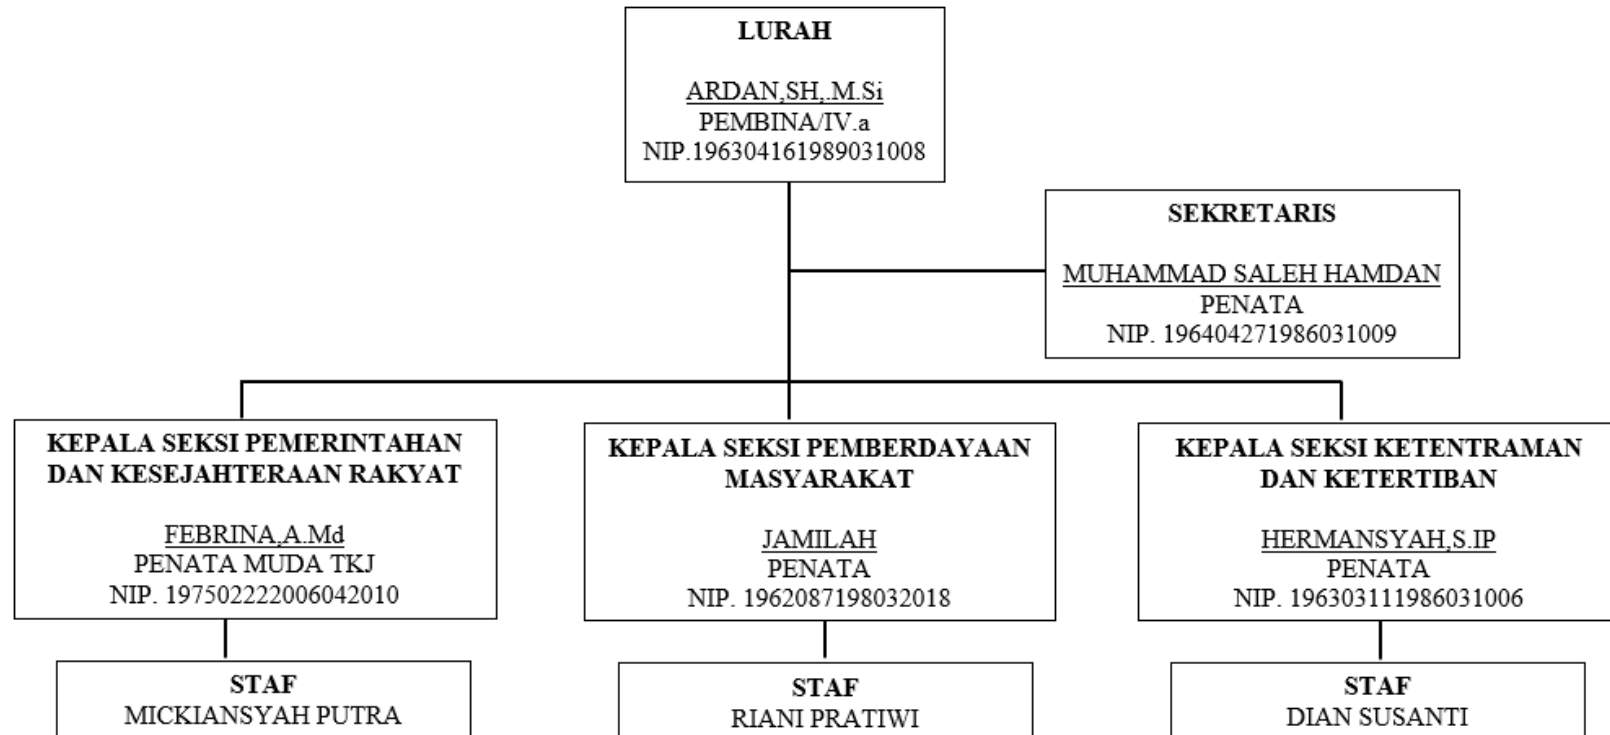 LURAH
ARDAN,SH,.M.Si
PEMBINA/IV.a
NIP.196304161989031008
SEKRETARIS
MUHAMMAD SALEH HAMDAN
PENATA
NIP. 196404271986031009
KEPALA SEKSI PEMERINTAHAN
DAN KESEJAHTERAAN RAKYAT
FEBRINA,A.Md
PENATA MUDA TKJ
NIP. 197502222006042010
KEPALA SEKSI PEMBERDAYAAN
MASYARAKAT
JAMILAH
PENATA
NIP. 1962087198032018
KEPALA SEKSI KETENTRAMAN
DAN KETERTIBAN
HERMANSYAH,S.IP
PENATA
NIP. 196303111986031006
STAF
MICKIANSYAH PUTRA
STAF
RIANI PRATIWI
STAF
DIAN SUSANTI